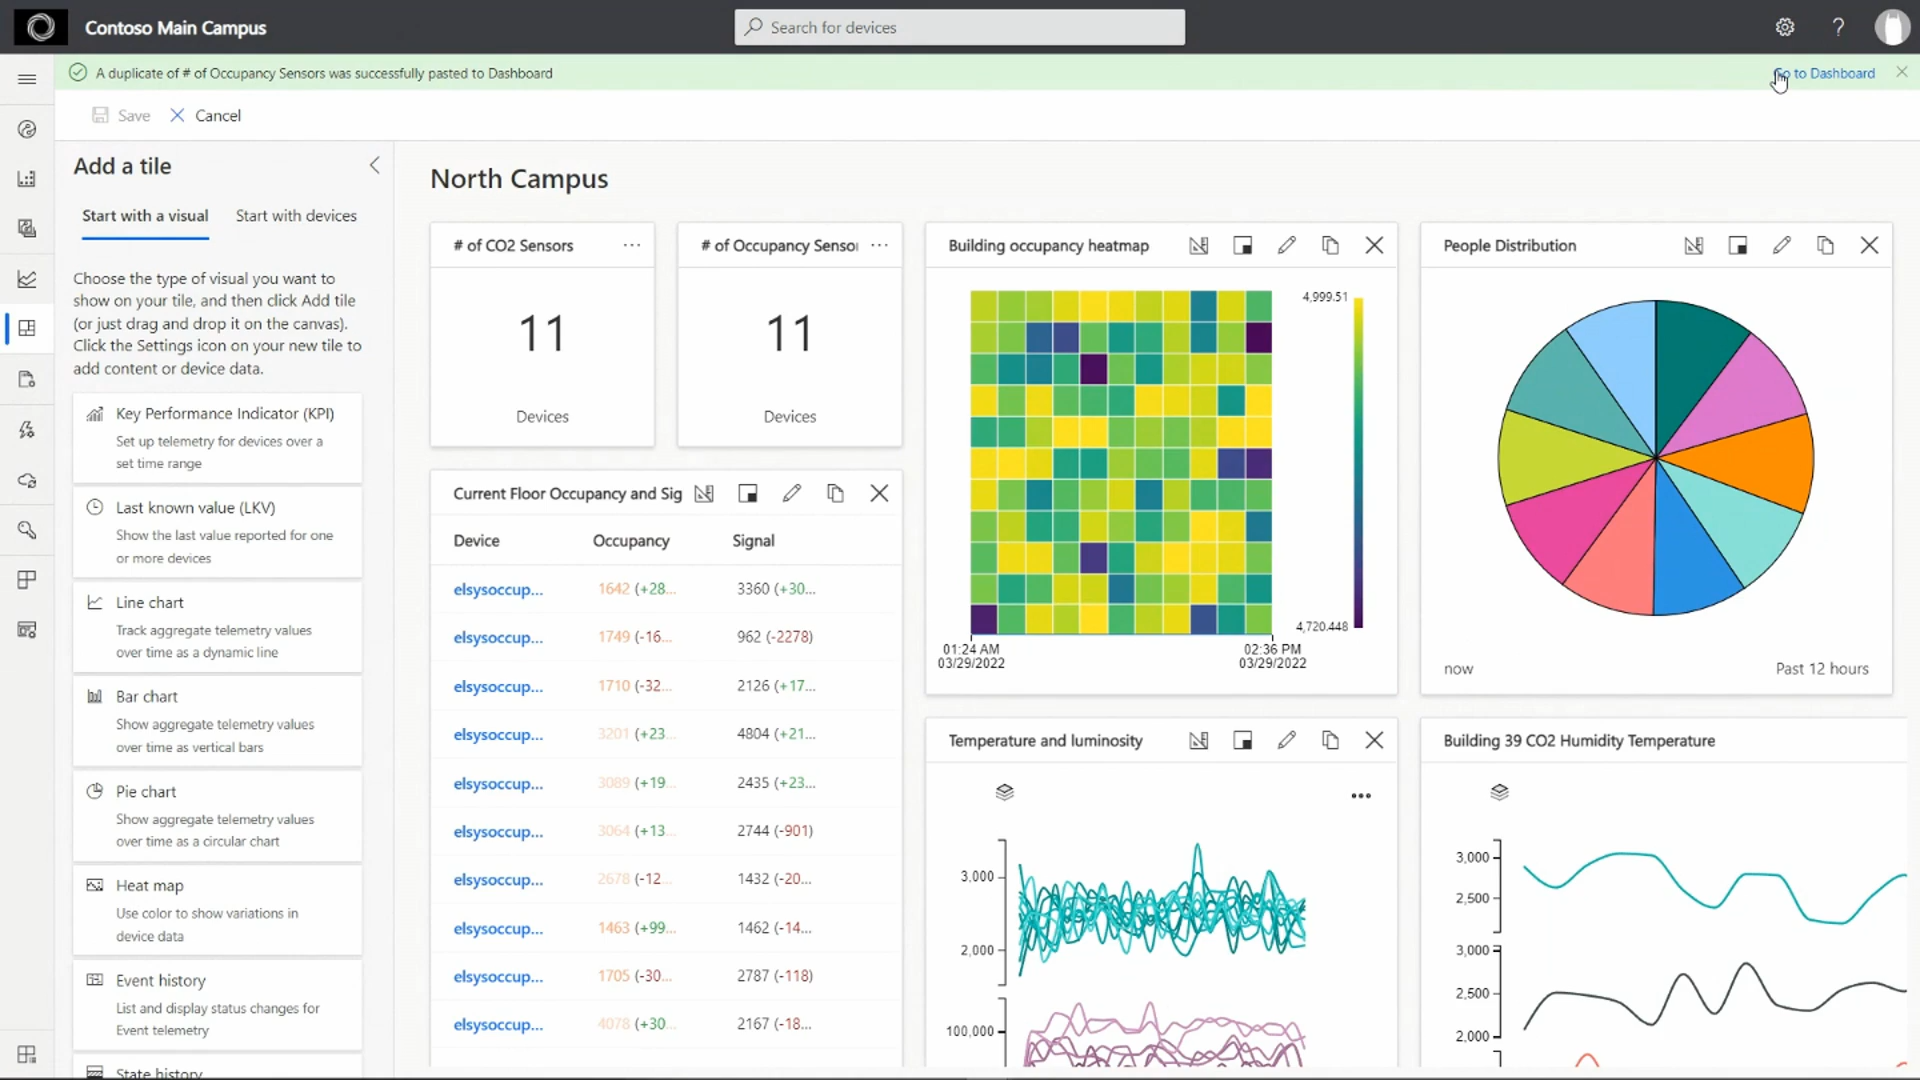 Contoso Main Campus
Search for devices
A duplicate of # of Occupancy Sensors was successfully pasted to Dashboard
to Dashboard
Save
Cancel
Add a tile
Start with a visual
Start with devices
Choose the type of visual you want to
show on your tile, and then click Add tile
(or just drag and drop it on the canvas).
Click the Settings icon on your new tile to
add content or device data.
Key Performance Indicator (KPI)
Set up telemetry for devices over a
set time range
Last known value (LKV)
Show the last value reported for one
or more devices
Line chart
Track aggregate telemetry values
over time as a dynamic line
Bar chart
Show aggregate telemetry values
over time as vertical bars
Pie chart
Show aggregate telemetry values
over time as a circular chart
Heat map
Use color to show variations in
device data
Event history
List and display status changes for
Event telemetry
State history
North Campus
# of CO2 Sensors
11
Devices
# of Occupancy Senso
11
Devices
Current Floor Occupancy and Sig
Device Occupancy Signal
elsysoccup... 1642 (+28... 3360 (+30...
elsysoccup... 1749 (-16... 962 (-2278)
elsysoccup... 1710 (-32... 2126 (+17...
elsysoccup... 3201 (+23... 4804 (+21...
elsysoccup... 3089 (+19... 2435 (+23...
elsysoccup... 3064 (+13... 2744 (-901)
elsysoccup... 2678 (-12... 1432 (-20...
elsysoccup... 1463 (+99... 1462 (-14...
elsysoccup... 1705 (-30... 2787 (-118)
elsysoccup... 4078 (+30... 2167 (-18...
Building occupancy heatmap
4,999.51
4,720.448
01:24 AM
03/29/2022
02:36 PM
03/29/2022
People Distribution
now
Past 12 hours
Temperature and luminosity
3,000
2,000
100,000
Building 39 CO2 Humidity Temperature
3,000
2,500
3,000
2,500
2,000